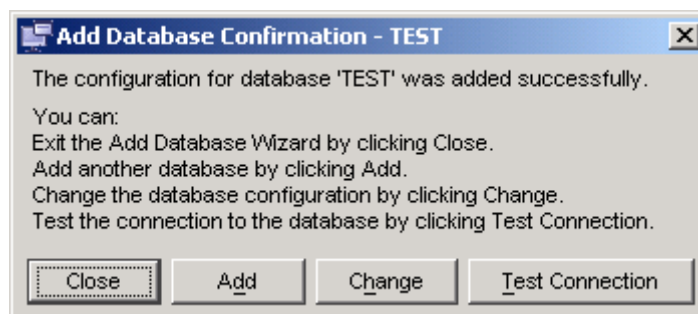 Add Database Confirmation - TEST
The configuration for database 'TEST' was added successfully.
You can:
Exit the Add Database Wizard by clicking Close.
Add another database by clicking Add.
Change the database configuration by clicking Change.
Test the connection to the database by clicking Test Connection.
Close Add Change Test Connection